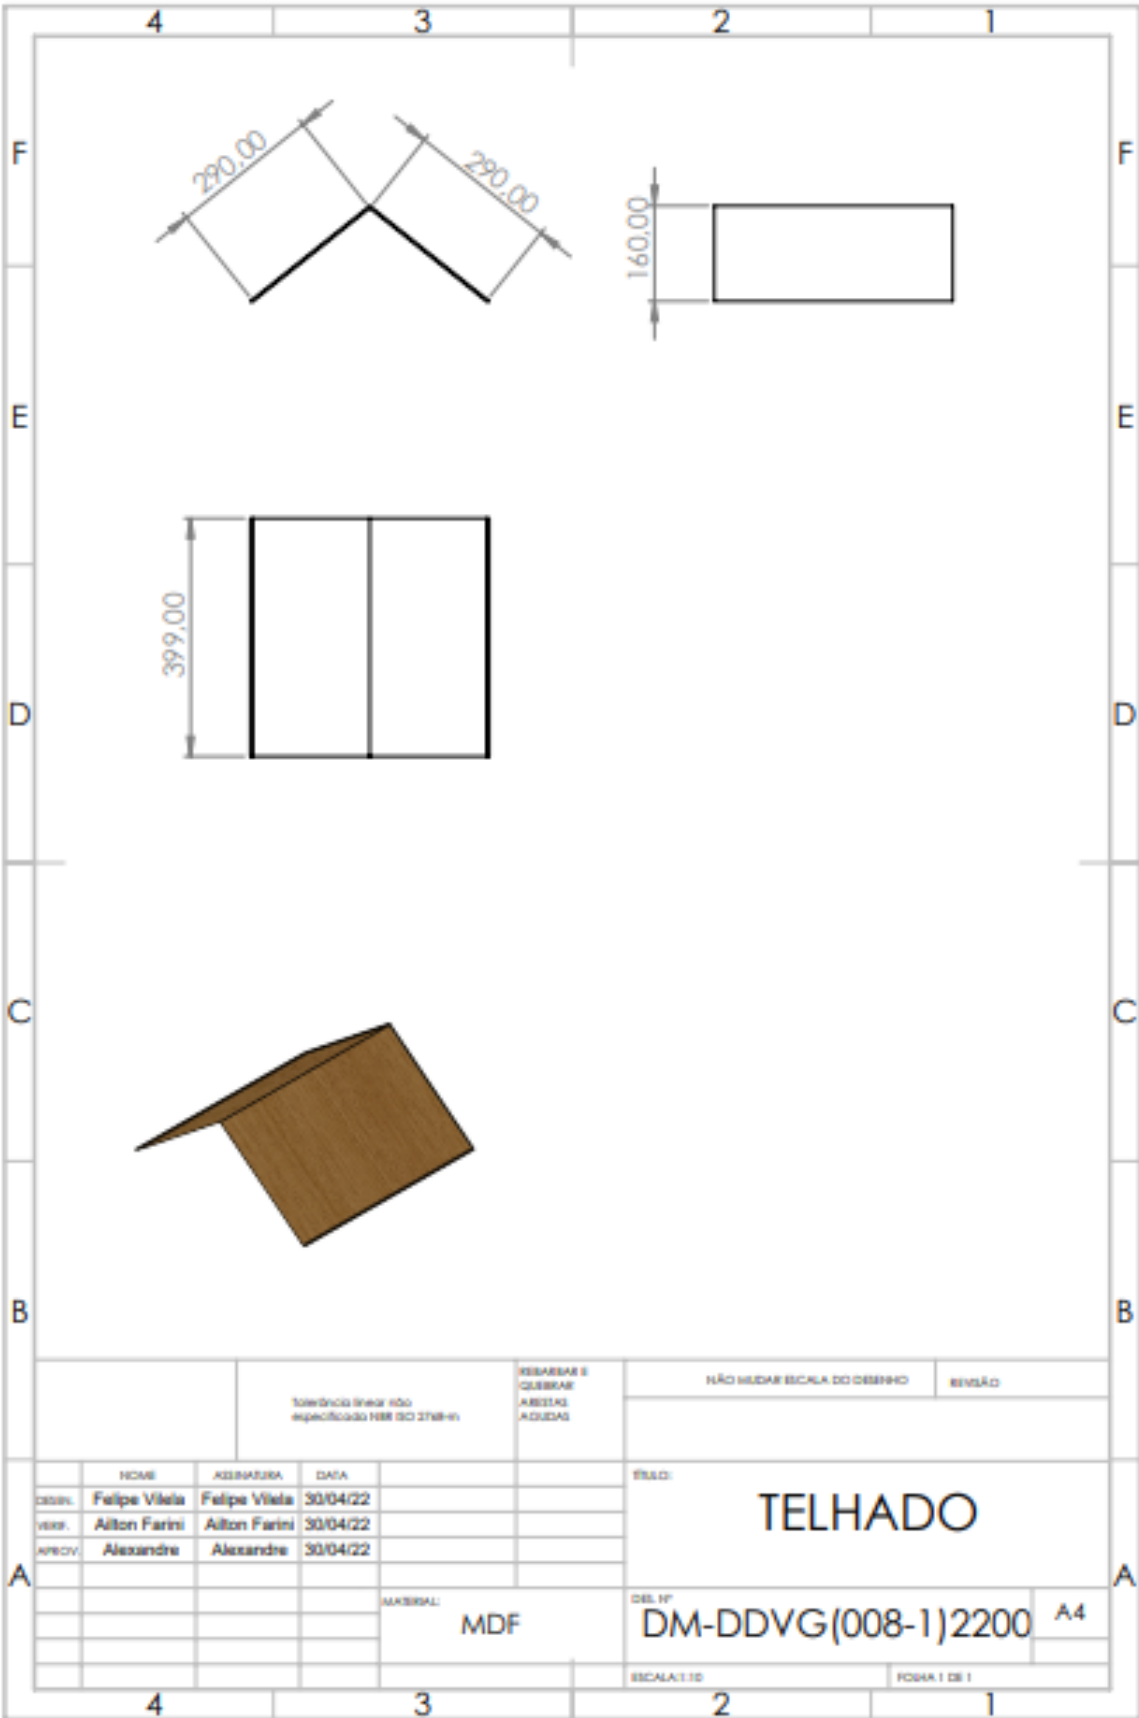 4 3 2 1
F F
290,00 290,00
160,00
E E
399,00
D D
C C
B B
REBARBAR E
QUEBRAR
ARESTAS
AGUDAS
NÃO MUDAR ESCALA DO DESENHO REVISÃO
Tolerância linear não
especificada NBR ISO 2768-m
NOME ASSINATURA DATA
TÍTULO:
DESEN. Felipe Vilela Felipe Vilela 30/04/22
TELHADO
VERIF. Ailton Farini Ailton Farini 30/04/22
APROV. Alexandre Alexandre 30/04/22
A A
MATERIAL:
MDF
DES. Nº
DM-DDVG(008-1)2200
A4
ESCALA:1:10 FOLHA 1 DE 1
4 3 2 1